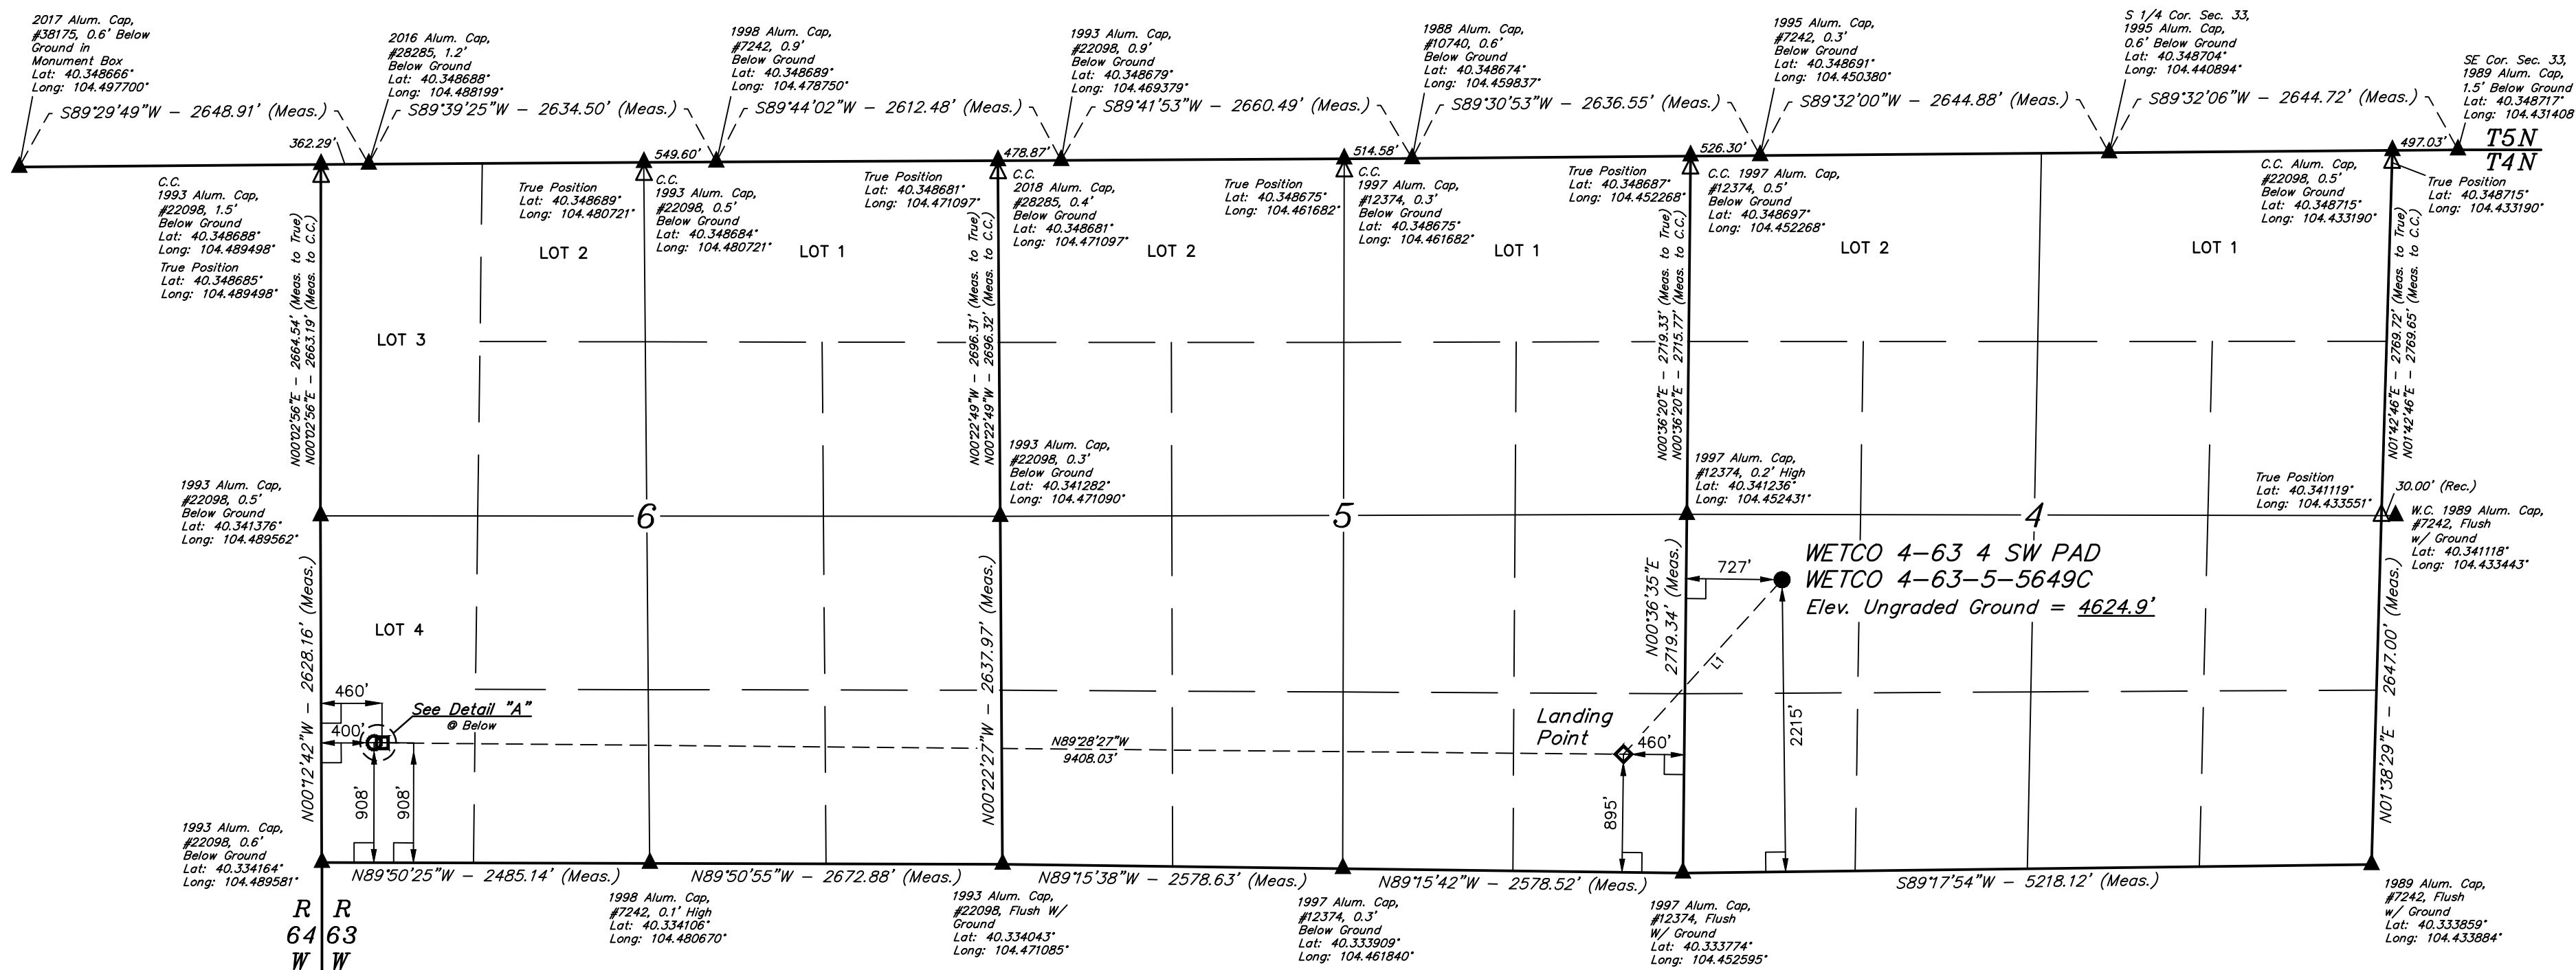 2017 Alum. Cap,
#38175, 0.6' Below
Ground in
Monument Box
Lat: 40.348666°
Long: 104.497700°
2016 Alum. Cap,
#28285, 1.2'
Below Ground
Lat: 40.348688°
Long: 104.488199°
1998 Alum. Cap,
#7242, 0.9'
Below Ground
Lat: 40.348689°
Long: 104.478750°
1993 Alum. Cap,
#22098, 0.9'
Below Ground
Lat: 40.348679°
Long: 104.469379°
1988 Alum. Cap,
#10740, 0.6'
Below Ground
Lat: 40.348674°
Long: 104.459837°
1995 Alum. Cap,
#7242, 0.3'
Below Ground
Lat: 40.348691°
Long: 104.450380°
S 1/4 Cor. Sec. 33,
1995 Alum. Cap,
0.6' Below Ground
Lat: 40.348704°
Long: 104.440894°
SE Cor. Sec. 33,
1989 Alum. Cap,
1.5' Below Ground
Lat: 40.348717°
Long: 104.431408
S89°29'49"W - 2648.91' (Meas.)
S89°39'25"W - 2634.50' (Meas.)
S89°44'02"W - 2612.48' (Meas.)
S89°41'53"W - 2660.49' (Meas.)
S89°30'53"W - 2636.55' (Meas.)
S89°32'00"W - 2644.88' (Meas.)
S89°32'06"W - 2644.72' (Meas.)
362.29'
549.60'
478.87'
514.58'
526.30'
497.03'
T5N
T4N
C.C.
1993 Alum. Cap,
#22098, 1.5'
Below Ground
Lat: 40.348688°
Long: 104.489498°
True Position
Lat: 40.348685°
Long: 104.489498°
True Position
Lat: 40.348689°
Long: 104.480721°
C.C.
1993 Alum. Cap,
#22098, 0.5'
Below Ground
Lat: 40.348684°
Long: 104.480721°
True Position
Lat: 40.348681°
Long: 104.471097°
C.C.
2018 Alum. Cap,
#28285, 0.4'
Below Ground
Lat: 40.348681°
Long: 104.471097°
True Position
Lat: 40.348675°
Long: 104.461682°
C.C.
1997 Alum. Cap,
#12374, 0.3'
Below Ground
Lat: 40.348675
Long: 104.461682°
True Position
Lat: 40.348687°
Long: 104.452268°
C.C. 1997 Alum. Cap,
#12374, 0.5'
Below Ground
Lat: 40.348697°
Long: 104.452268°
C.C. Alum. Cap,
#22098, 0.5'
Below Ground
Lat: 40.348715°
Long: 104.433190°
True Position
Lat: 40.348715°
Long: 104.433190°
N00°02'56"E - 2664.54' (Meas. to True)
N00°02'56"E - 2663.19' (Meas. to C.C.)
N00°22'49"W - 2696.31' (Meas. to True)
N00°22'49"W - 2696.32' (Meas. to C.C.)
N00°36'20"E - 2719.33' (Meas. to True)
N00°36'20"E - 2715.77' (Meas. to C.C.)
N01°42'46"E - 2769.72' (Meas. to True)
N01°42'46"E - 2769.65' (Meas. to C.C.)
LOT 3
LOT 2
LOT 1
LOT 2
LOT 1
LOT 2
LOT 1
1993 Alum. Cap,
#22098, 0.5'
Below Ground
Lat: 40.341376°
Long: 104.489562°
1993 Alum. Cap,
#22098, 0.3'
Below Ground
Lat: 40.341282°
Long: 104.471090°
1997 Alum. Cap,
#12374, 0.2' High
Lat: 40.341236°
Long: 104.452431°
True Position
Lat: 40.341119°
Long: 104.433551°
30.00' (Rec.)
W.C. 1989 Alum. Cap,
#7242, Flush
w/ Ground
Lat: 40.341118°
Long: 104.433443°
6
5
4
WETCO 4-63 4 SW PAD
WETCO 4-63-5-5649C
Elev. Ungraded Ground = 4624.9'
727'
2215'
L1
LOT 4
N00°12'42"W - 2628.16' (Meas.)
N00°22'27"W - 2637.97' (Meas.)
N00°36'35"E
2719.34' (Meas.)
N01°38'29"E - 2647.00' (Meas.)
460'
400'
See Detail "A"
@ Below
908'
908'
N89°28'27"W
9408.03'
Landing
Point
460'
895'
1993 Alum. Cap,
#22098, 0.6'
Below Ground
Lat: 40.334164°
Long: 104.489581°
N89°50'25"W - 2485.14' (Meas.)
N89°50'55"W - 2672.88' (Meas.)
N89°15'38"W - 2578.63' (Meas.)
N89°15'42"W - 2578.52' (Meas.)
S89°17'54"W - 5218.12' (Meas.)
1998 Alum. Cap,
#7242, 0.1' High
Lat: 40.334106°
Long: 104.480670°
1993 Alum. Cap,
#22098, Flush W/
Ground
Lat: 40.334043°
Long: 104.471085°
1997 Alum. Cap,
#12374, 0.3'
Below Ground
Lat: 40.333909°
Long: 104.461840°
1997 Alum. Cap,
#12374, Flush
W/ Ground
Lat: 40.333774°
Long: 104.452595°
1989 Alum. Cap,
#7242, Flush
w/ Ground
Lat: 40.333859°
Long: 104.433884°
R R
64 63
W W